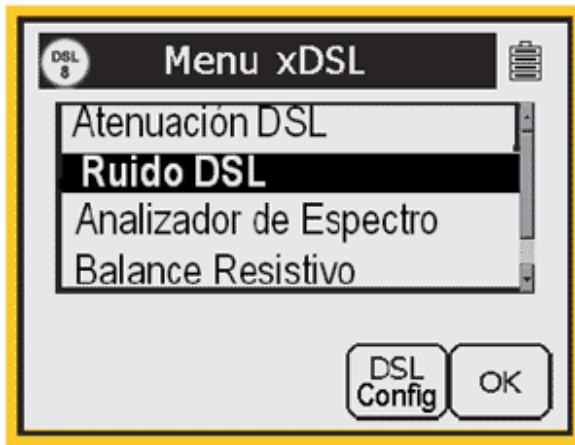 DSL
8
Menu xDSL
Atenuación DSL
Ruido DSL
Analizador de Espectro
Balance Resistivo
DSL
Config
OK